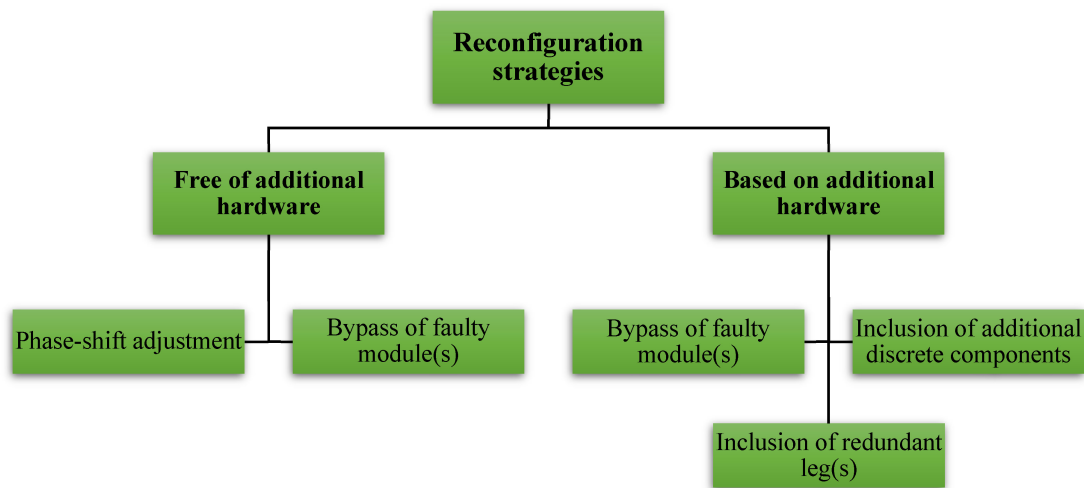 Reconfiguration
strategies
Free of additional
hardware
Based on additional
hardware
Phase-shift adjustment
Bypass of faulty
module(s)
Bypass of faulty
module(s)
Inclusion of additional
discrete components
Inclusion of redundant
leg(s)